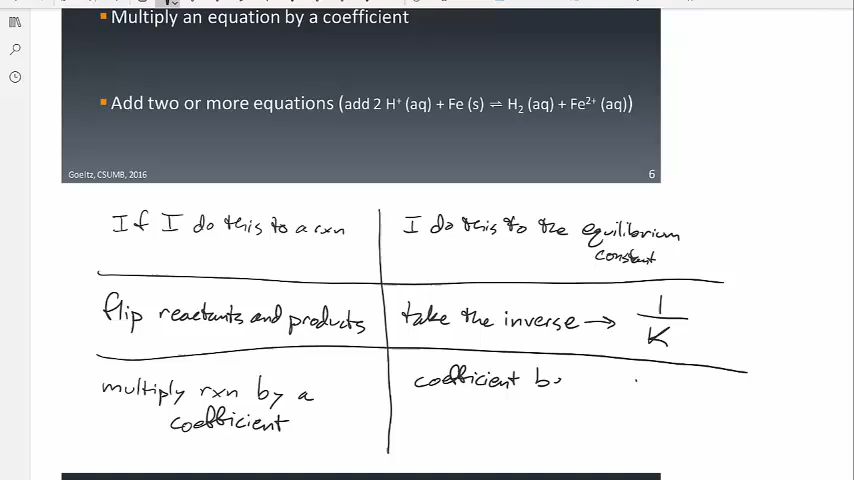 ▪ Multiply an equation by a coefficient
▪ Add two or more equations (add 2 H⁺ (aq) + Fe (s) ⇌ H₂ (aq) + Fe²⁺ (aq))
Goeltz, CSUMB, 2016
6
If I do this to a rxn
I do this to the equilibrium
constant
flip reactants and products
take the inverse → 1/K
multiply rxn by a
coefficient
coefficient